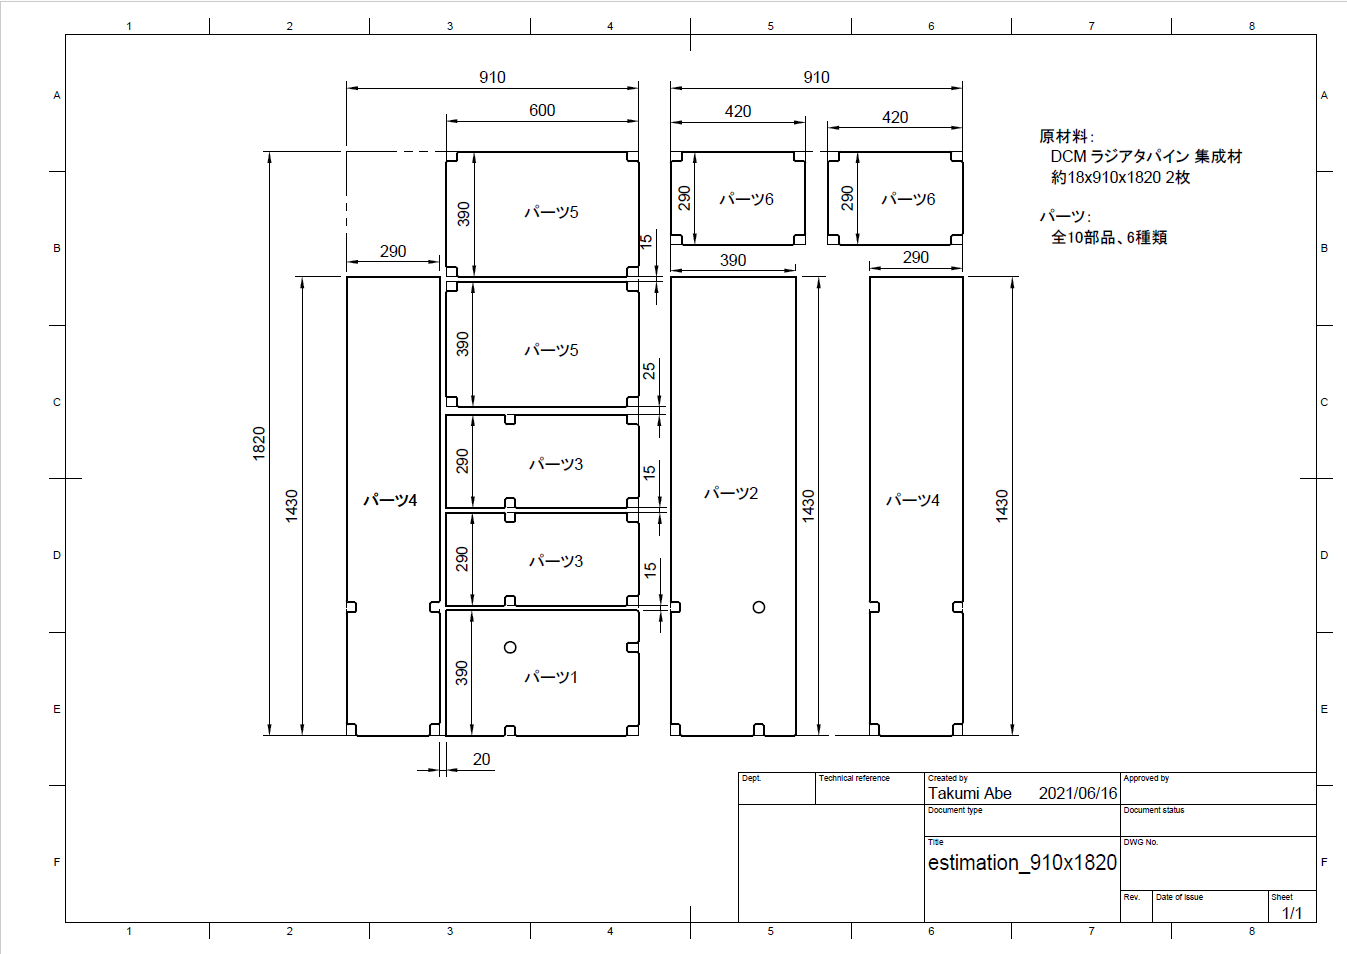 1 2 3 4 5 6 7 8
A A
B B
C C
D D
E E
F F
910 910
600 420 420
原材料：
DCM ラジアタパイン 集成材
約18x910x1820 2枚
パーツ：
全10部品、6種類
390 パーツ5
290 パーツ6
290 パーツ6
15
290
390
290
390 パーツ5
25
1820
1430
パーツ4
290 パーツ3
15
パーツ2
1430
パーツ4
1430
290 パーツ3
15
390 パーツ1
20
Dept.
Technical reference
Created by
Takumi Abe 2021/06/16
Approved by
Document type
Document status
Title
estimation_910x1820
DWG No.
Rev.
Date of issue
Sheet
1/1
1 2 3 4 5 6 7 8